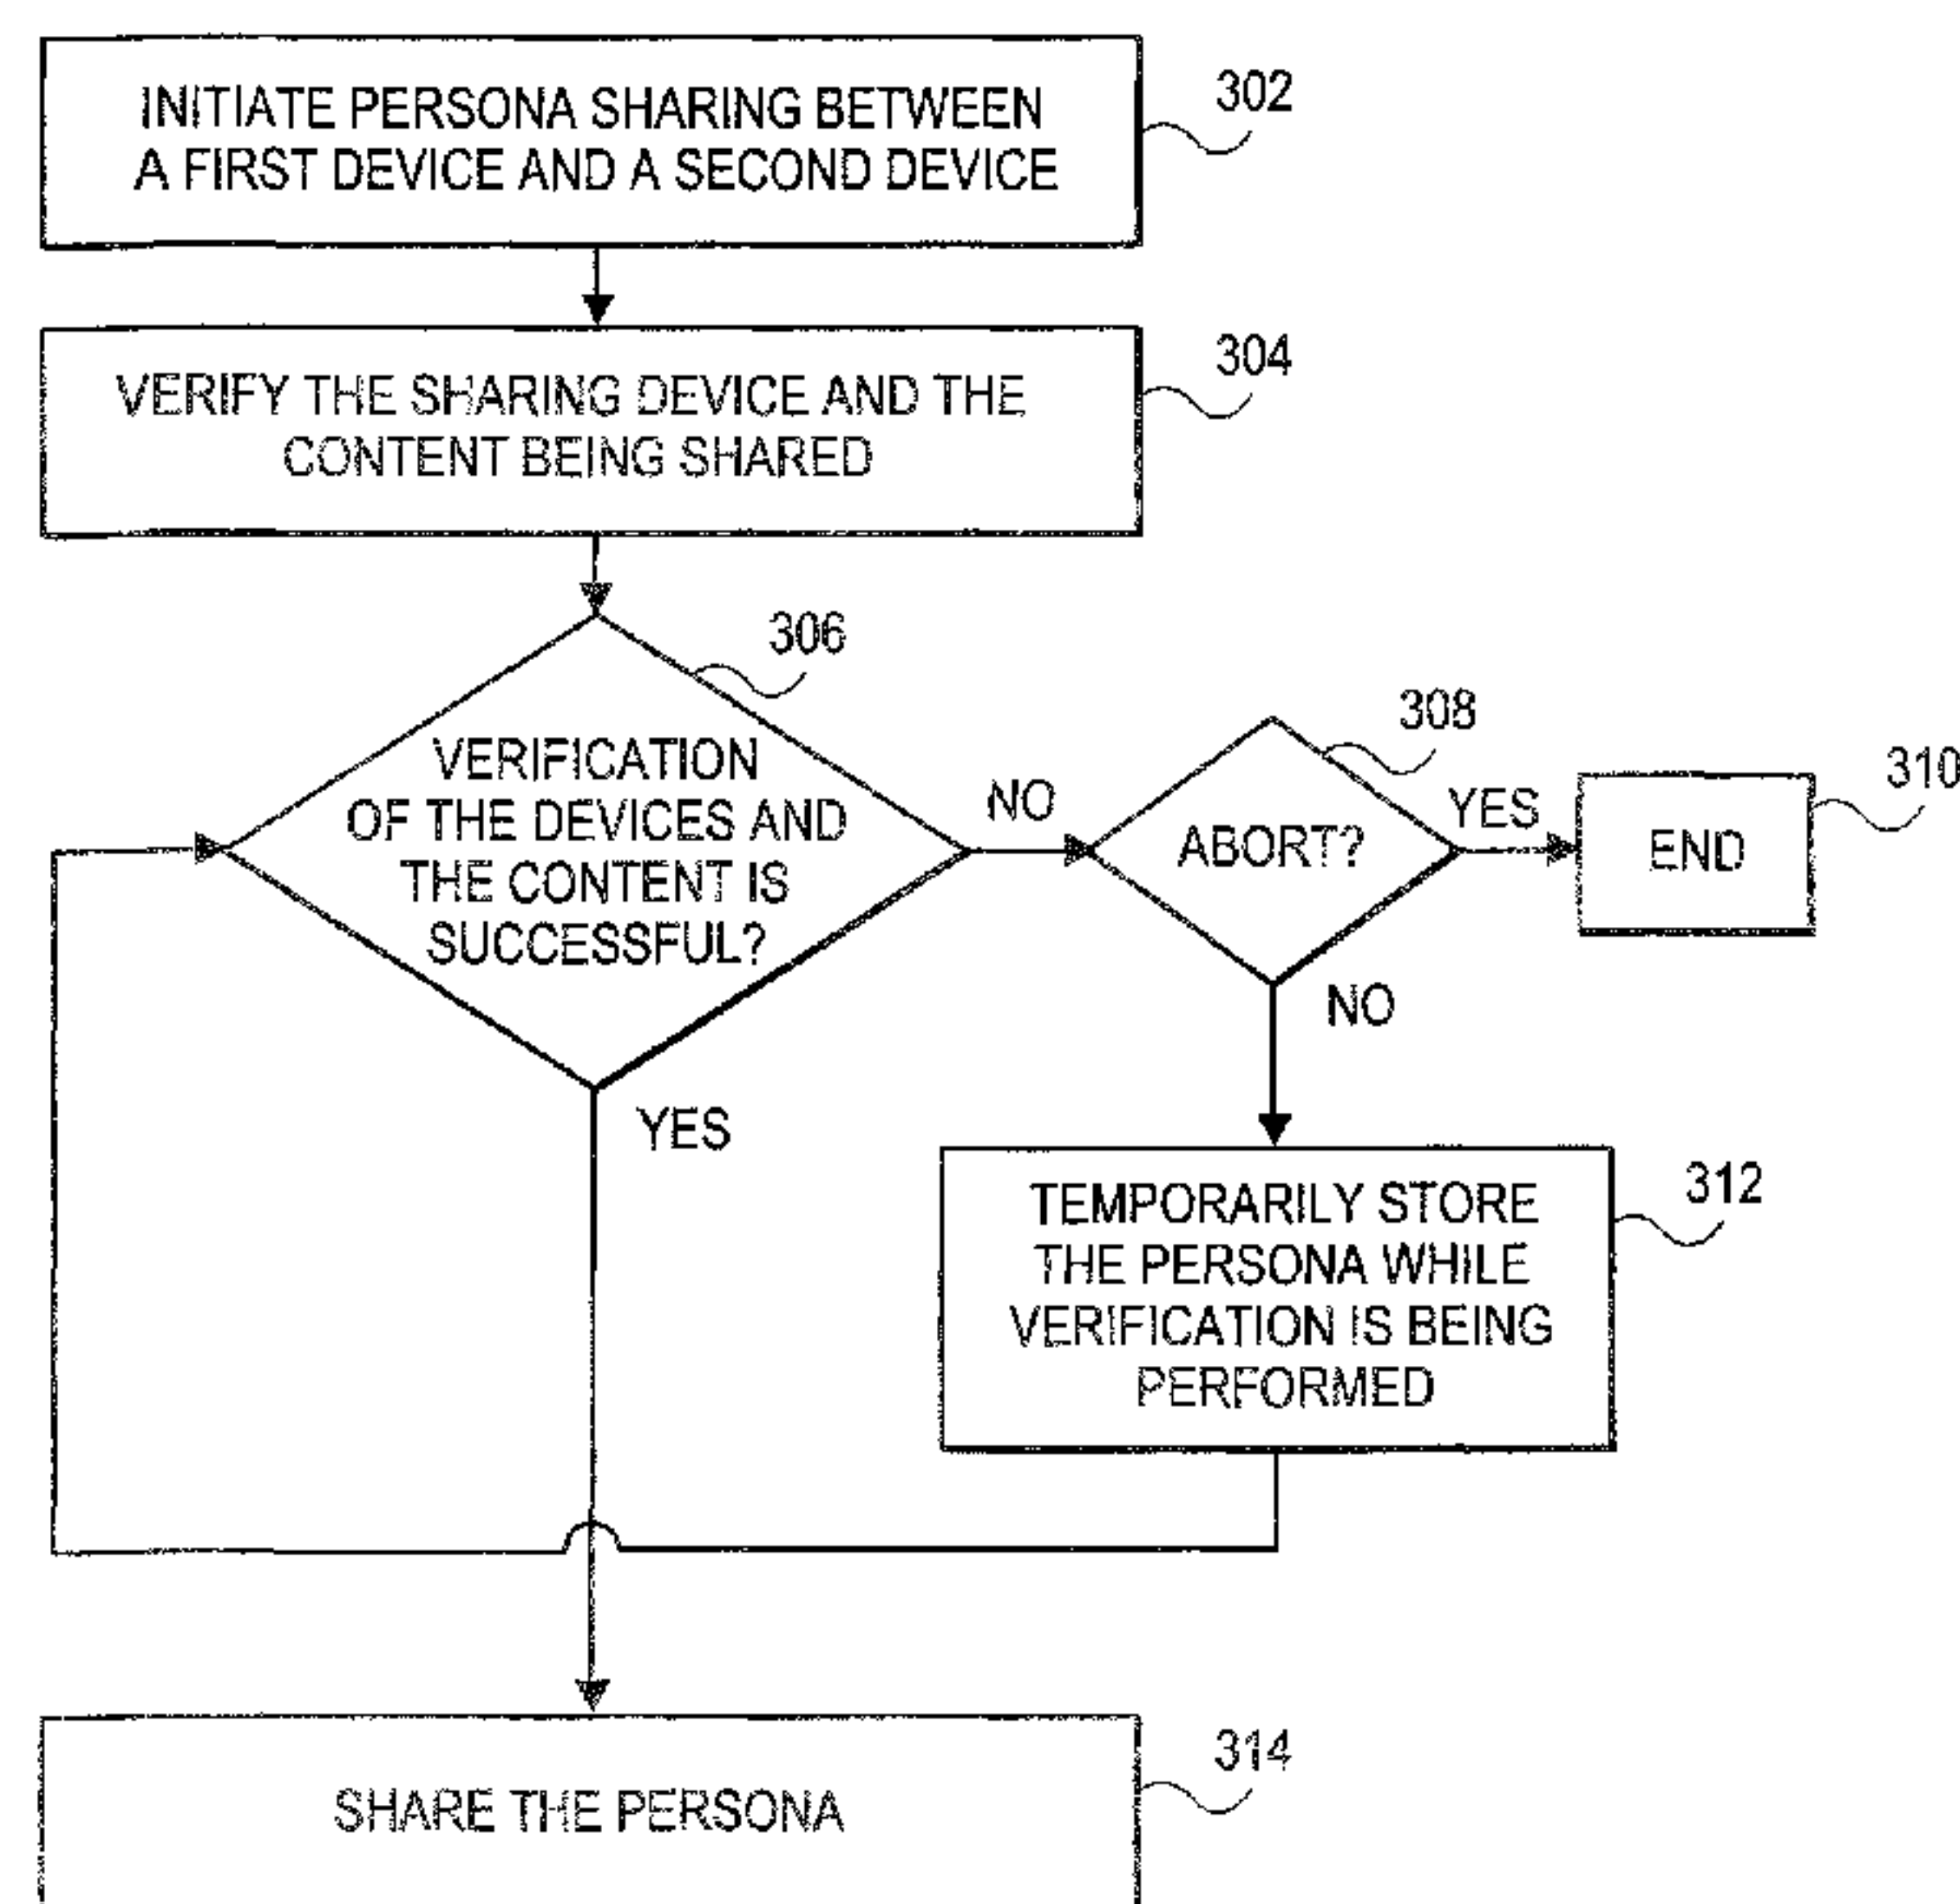 INITIATE PERSONA SHARING BETWEEN
A FIRST DEVICE AND A SECOND DEVICE
302
VERIFY THE SHARING DEVICE AND THE
CONTENT BEING SHARED
304
306
VERIFICATION
OF THE DEVICES AND
THE CONTENT IS
SUCCESSFUL?
NO
308
ABORT?
YES
310
END
NO
YES
TEMPORARILY STORE
THE PERSONA WHILE
VERIFICATION IS BEING
PERFORMED
312
SHARE THE PERSONA
314